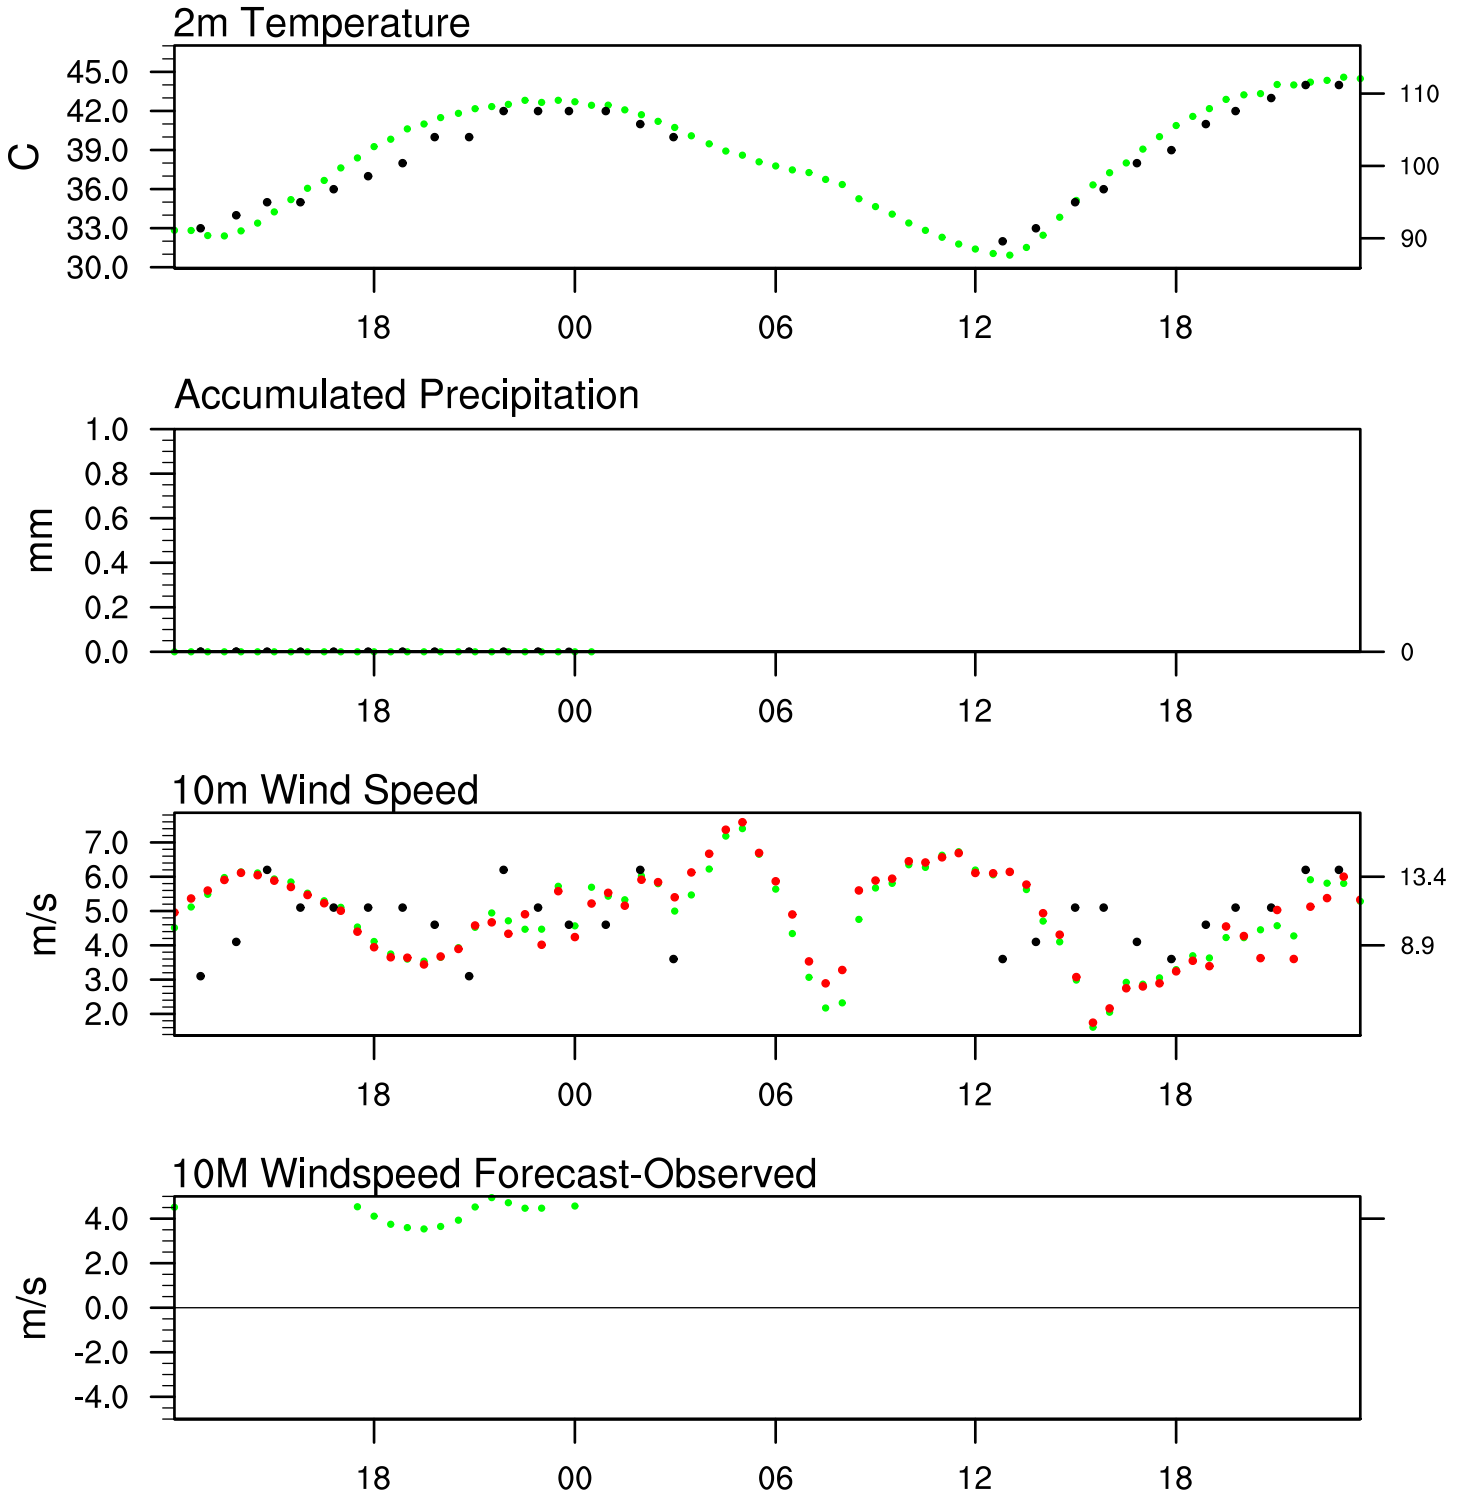 2m Temperature
45.0
42.0
39.0
36.0
33.0
30.0
C
110
100
90
18 00 06 12 18
Accumulated Precipitation
1.0
0.8
0.6
0.4
0.2
0.0
mm
0
18 00 06 12 18
10m Wind Speed
7.0
6.0
5.0
4.0
3.0
2.0
m/s
13.4
8.9
18 00 06 12 18
10M Windspeed Forecast-Observed
4.0
2.0
0.0
-2.0
-4.0
m/s
18 00 06 12 18